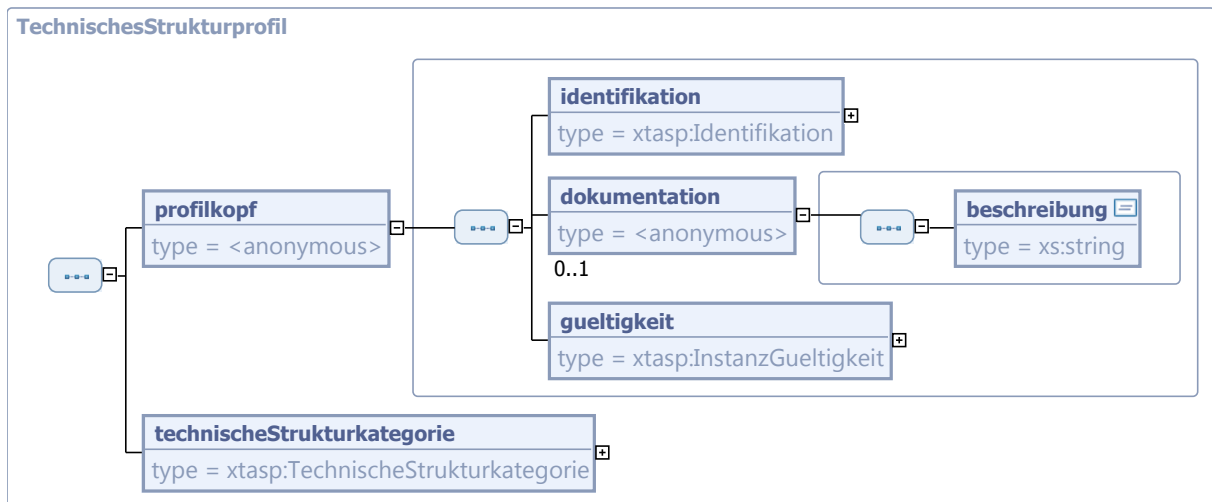 TechnischesStrukturprofil
identifikation
type = xtasp:Identifikation
profilkopf
type = <anonymous>
dokumentation
type = <anonymous>
0..1
beschreibung
type = xs:string
gueltigkeit
type = xtasp:InstanzGueltigkeit
technischeStrukturkategorie
type = xtasp:TechnischeStrukturkategorie